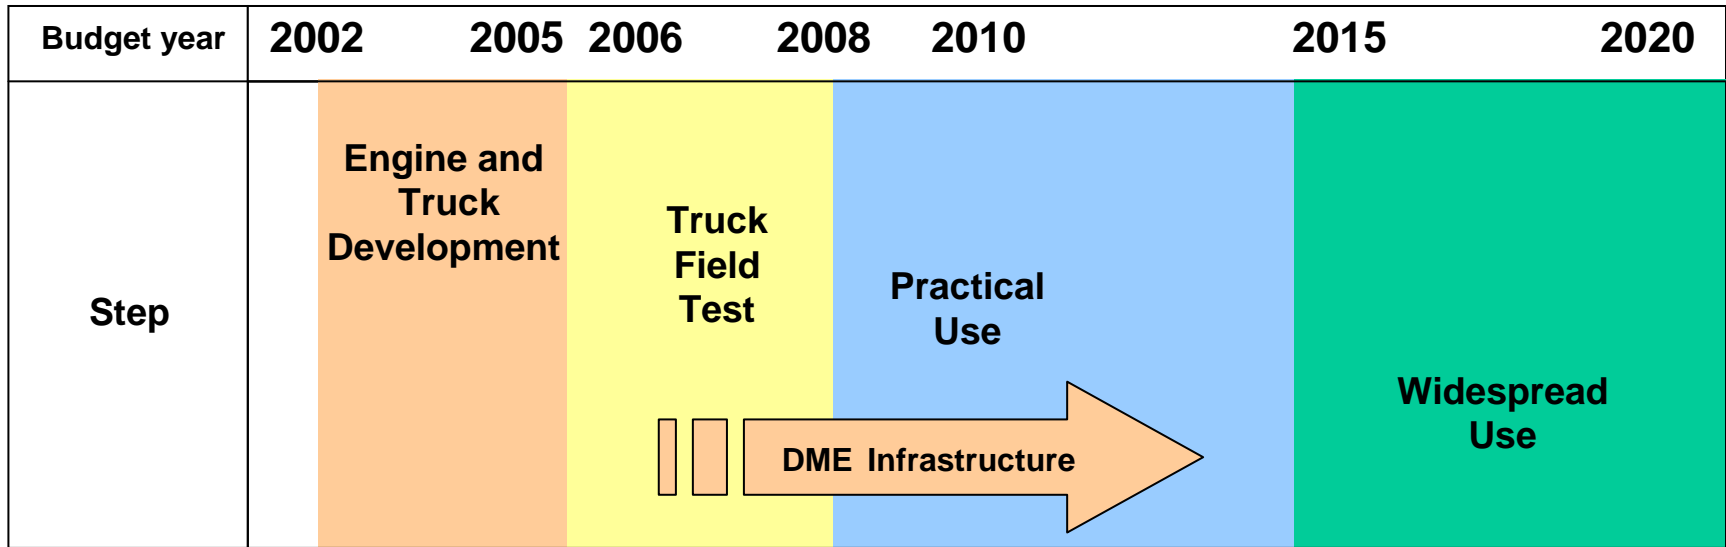 Budget year 2002 2005 2006 2008 2010 2015 2020
Step
Engine and
Truck
Development
Truck
Field
Test
Practical
Use
DME Infrastructure
Widespread
Use